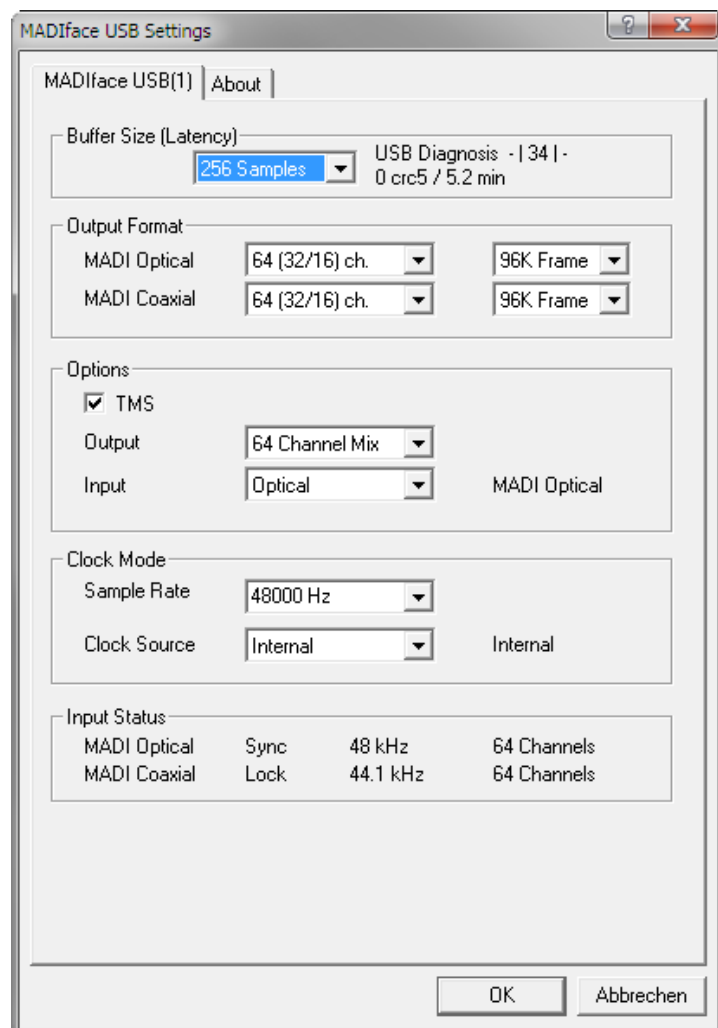 MADIface USB Settings
MADIface USB(1) About
Buffer Size (Latency)
256 Samples USB Diagnosis - | 34 | -
0 crc5 / 5.2 min
Output Format
MADI Optical 64 (32/16) ch. 96K Frame
MADI Coaxial 64 (32/16) ch. 96K Frame
Options
TMS
Output 64 Channel Mix
Input Optical MADI Optical
Clock Mode
Sample Rate 48000 Hz
Clock Source Internal Internal
Input Status
MADI Optical Sync 48 kHz 64 Channels
MADI Coaxial Lock 44.1 kHz 64 Channels
OK Abbrechen